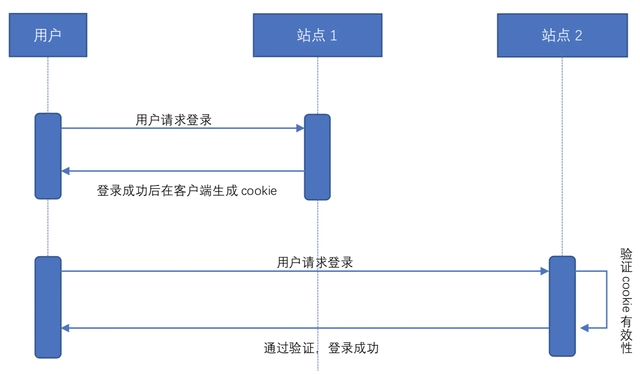 用户
站点 1
站点 2
用户请求登录
登录成功后在客户端生成 cookie
用户请求登录
验证 cookie 有效性
通过验证，登录成功